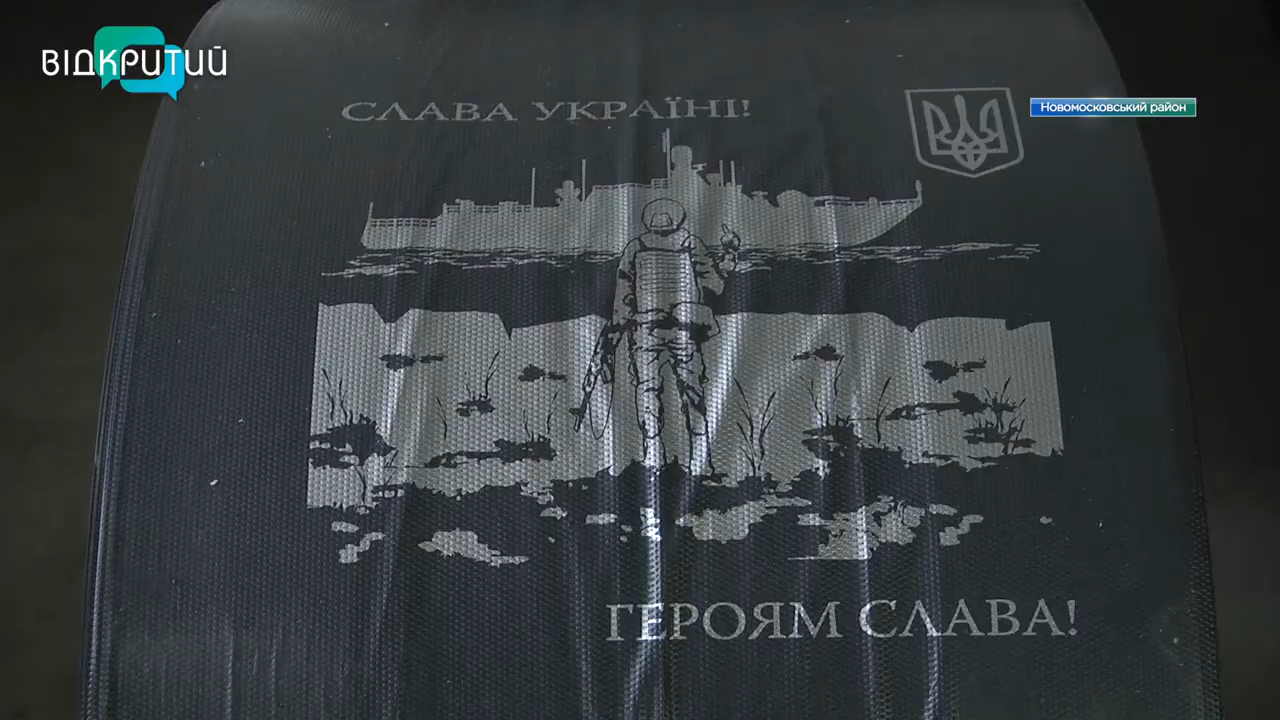 ВІДКРИТИЙ
Новомосковський район
СЛАВА УКРАЇНІ!
ГЕРОЯМ СЛАВА!